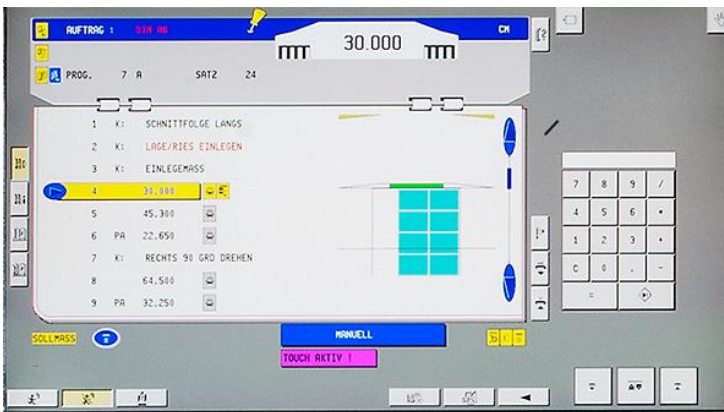 AUFTRAG : DIN A6 CM
30.000
PROG. 7 A SATZ 24
1 K: SCHNITTFOLGE LANGS
2 K: LAGE/RIES EINLEGEN
3 K: EINLEGEMASS
4 30.000
5 45.300
6 PA 22.650
7 K: RECHTS 90 GRD DREHEN
8 64.500
9 PA 32.250
7 8 9 /
4 5 6 *
1 2 3 +
C 0 . -
=
SOLLMASS
MANUELL
TOUCH AKTIV !